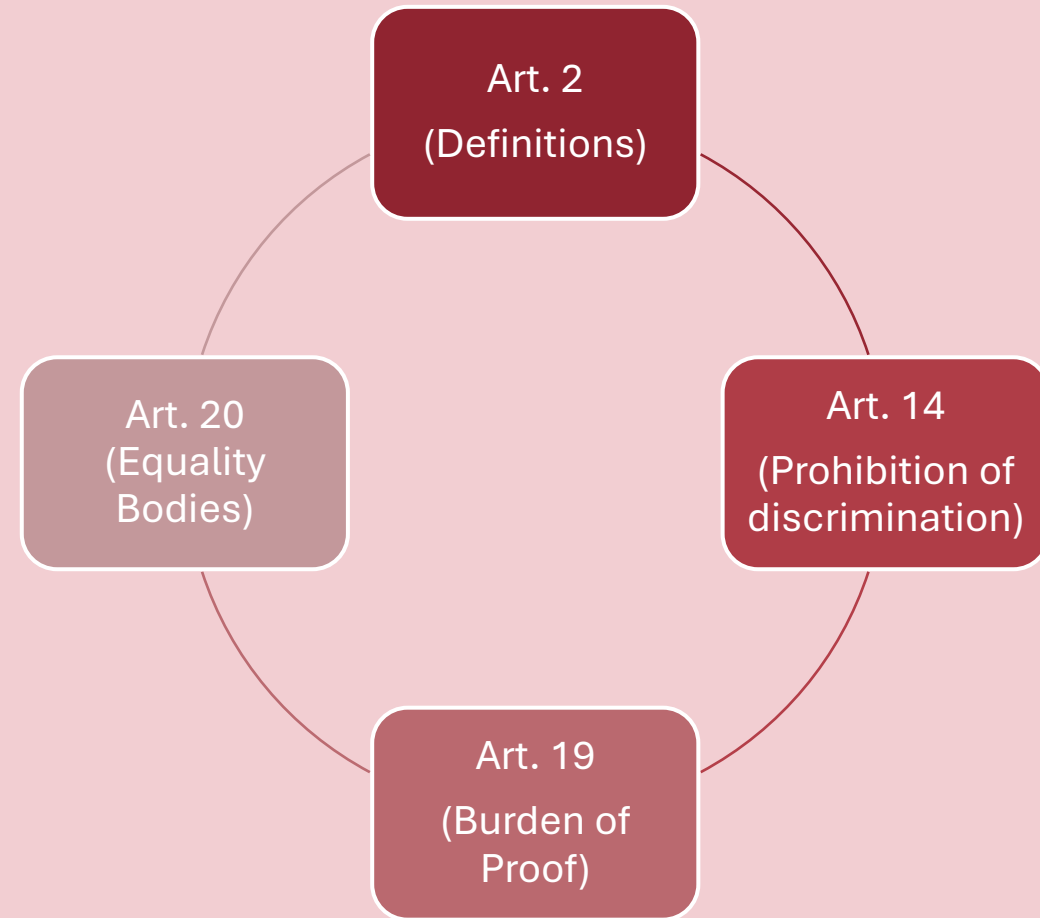 Art. 2
(Definitions)
Art. 14
(Prohibition of
discrimination)
Art. 19
(Burden of
Proof)
Art. 20
(Equality
Bodies)